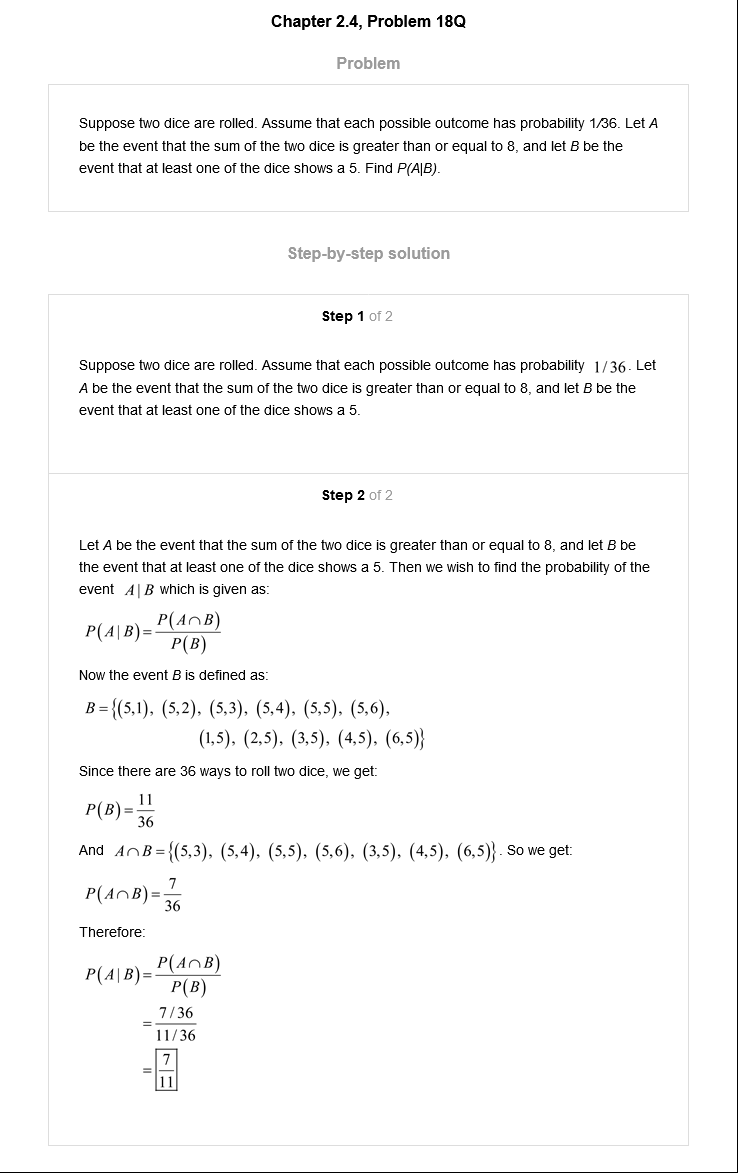 Chapter 2.4, Problem 18Q
Problem
Suppose two dice are rolled. Assume that each possible outcome has probability 1/36. Let A
be the event that the sum of the two dice is greater than or equal to 8, and let B be the
event that at least one of the dice shows a 5. Find P(A|B).
Step-by-step solution
Step 1 of 2
Suppose two dice are rolled. Assume that each possible outcome has probability 1/36. Let
A be the event that the sum of the two dice is greater than or equal to 8, and let B be the
event that at least one of the dice shows a 5.
Step 2 of 2
Let A be the event that the sum of the two dice is greater than or equal to 8, and let B be
the event that at least one of the dice shows a 5. Then we wish to find the probability of the
event A|B which is given as:
P(A|B)=P(A∩B)/P(B)
Now the event B is defined as:
B={(5,1), (5,2), (5,3), (5,4), (5,5), (5,6),
(1,5), (2,5), (3,5), (4,5), (6,5)}
Since there are 36 ways to roll two dice, we get:
P(B)=11/36
And A∩B={(5,3), (5,4), (5,5), (5,6), (3,5), (4,5), (6,5)}. So we get:
P(A∩B)=7/36
Therefore:
P(A|B)=P(A∩B)/P(B)
=7/36/11/36
=7/11